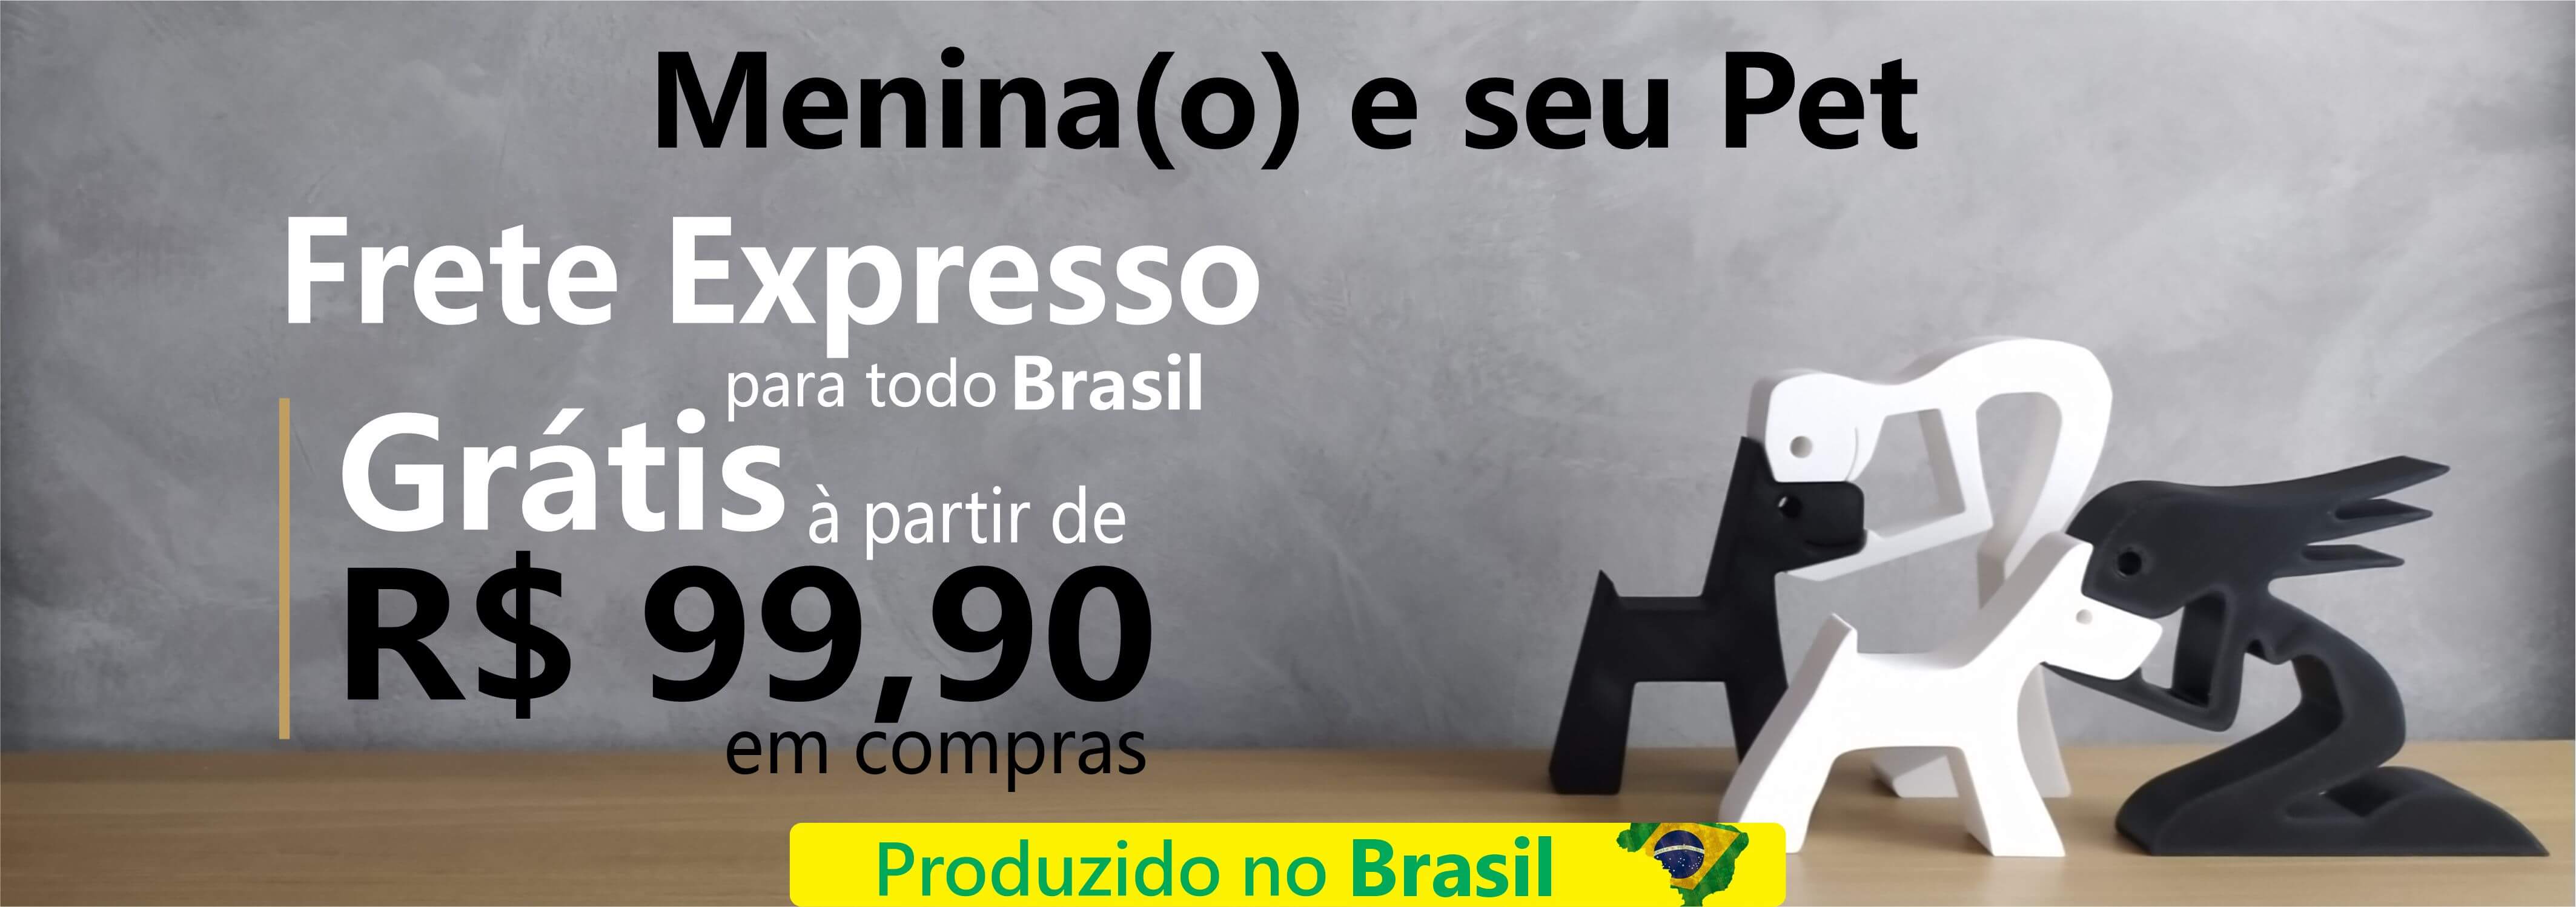 Menina(o) e seu Pet
Frete Expresso
para todo Brasil
Grátis à partir de
R$ 99,90
em compras
Produzido no Brasil